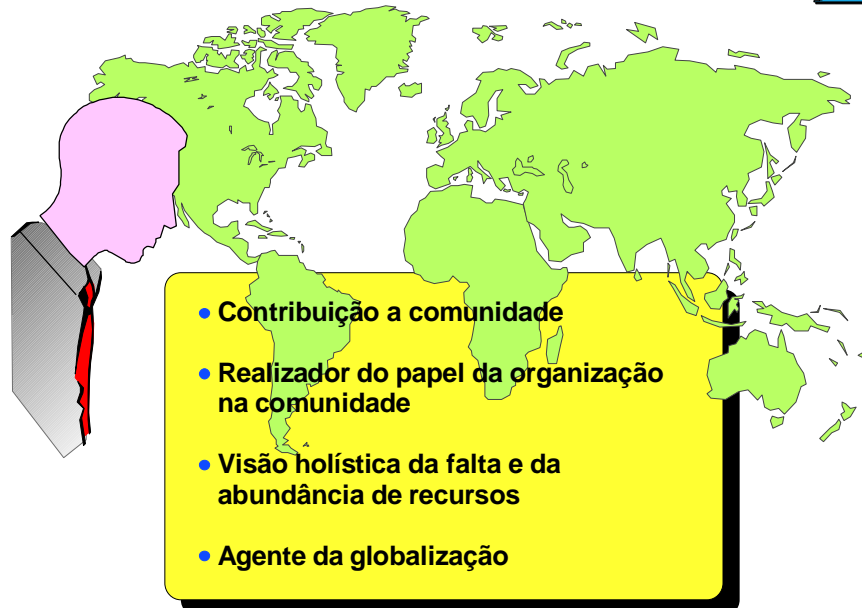 • Contribuição a comunidade
• Realizador do papel da organização
na comunidade
• Visão holística da falta e da
abundância de recursos
• Agente da globalização